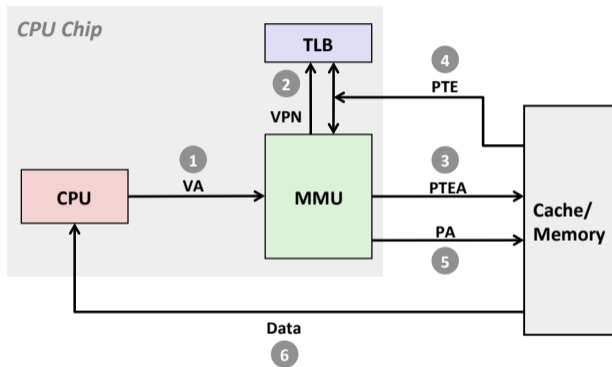 CPU Chip
TLB
4
2
PTE
VPN
1
3
VA
CPU
MMU
PTEA
Cache/
Memory
PA
5
Data
6